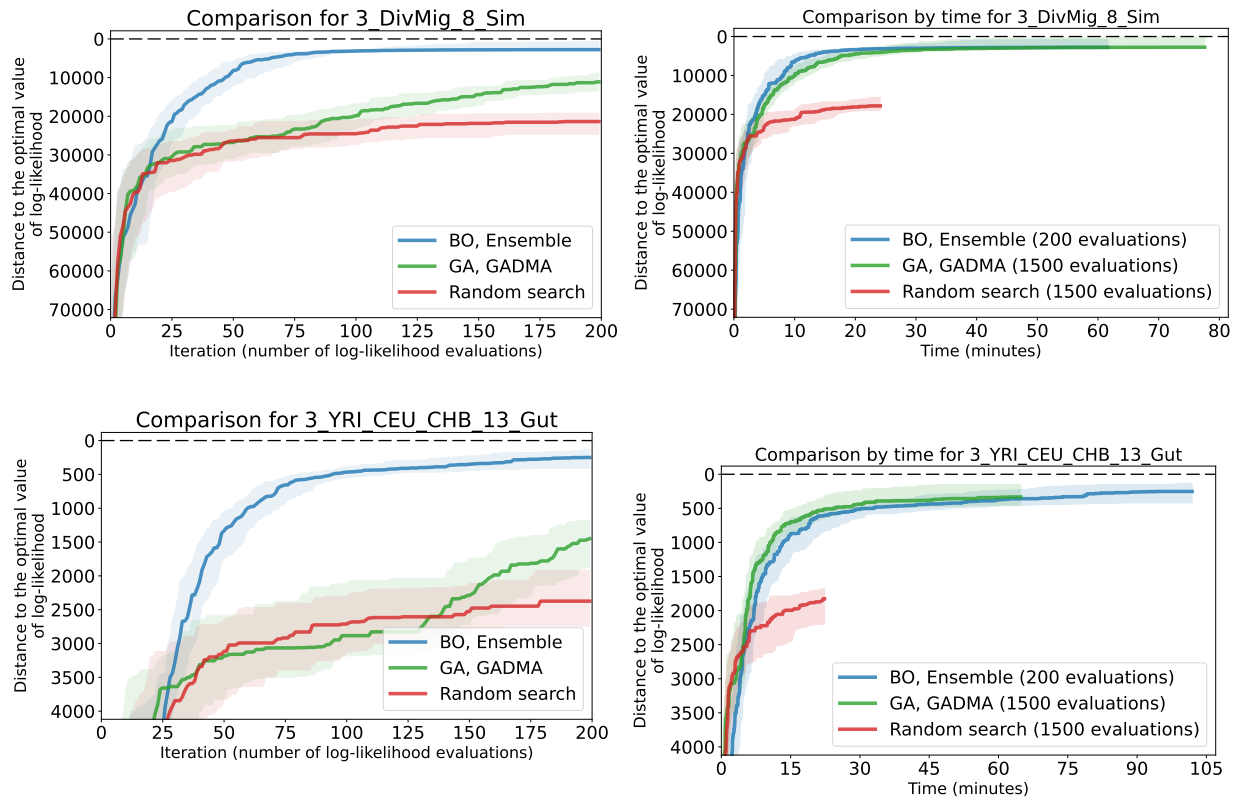 Comparison for 3_DivMig_8_Sim
0
10000
20000
30000
40000
50000
60000
70000
Distance to the optimal value
of log-likelihood
BO, Ensemble
GA, GADMA
Random search
0 25 50 75 100 125 150 175 200
Iteration (number of log-likelihood evaluations)
Comparison by time for 3_DivMig_8_Sim
0
10000
20000
30000
40000
50000
60000
70000
Distance to the optimal value
of log-likelihood
BO, Ensemble (200 evaluations)
GA, GADMA (1500 evaluations)
Random search (1500 evaluations)
0 10 20 30 40 50 60 70 80
Time (minutes)
Comparison for 3_YRI_CEU_CHB_13_Gut
0
500
1000
1500
2000
2500
3000
3500
4000
Distance to the optimal value
of log-likelihood
BO, Ensemble
GA, GADMA
Random search
0 25 50 75 100 125 150 175 200
Iteration (number of log-likelihood evaluations)
Comparison by time for 3_YRI_CEU_CHB_13_Gut
0
500
1000
1500
2000
2500
3000
3500
4000
Distance to the optimal value
of log-likelihood
BO, Ensemble (200 evaluations)
GA, GADMA (1500 evaluations)
Random search (1500 evaluations)
0 15 30 45 60 75 90 105
Time (minutes)